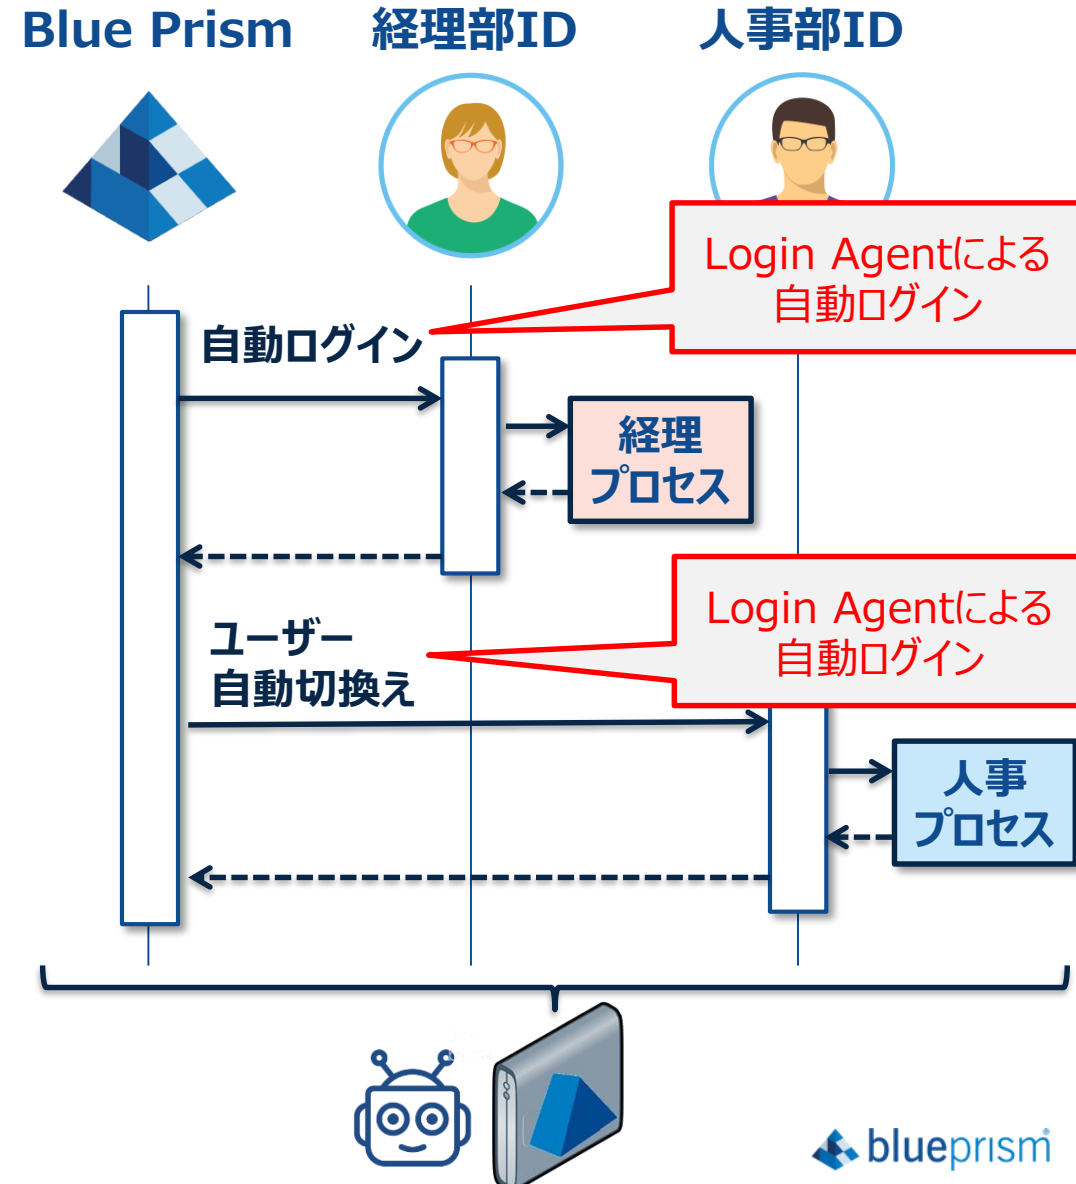 Blue Prism
経理部ID
人事部ID
Login Agentによる
自動ログイン
自動ログイン
経理
プロセス
Login Agentによる
自動ログイン
ユーザー
自動切換え
人事
プロセス
blueprism